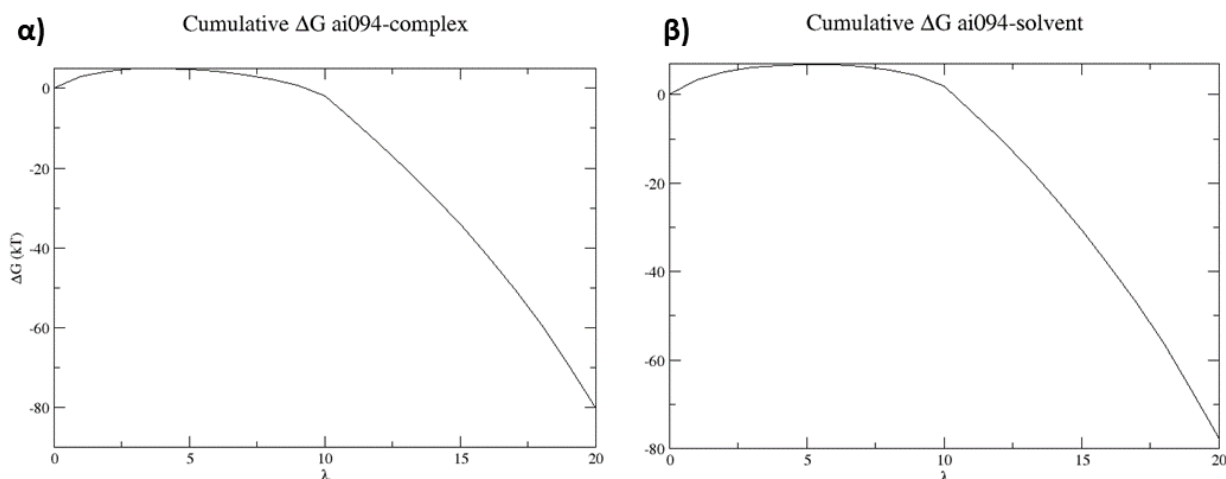 α)
Cumulative ΔG ai094-complex
0
-20
-40
-60
-80
ΔG (kT)
0 5 10 15 20
λ
β)
Cumulative ΔG ai094-solvent
0
-20
-40
-60
-80
0 5 10 15 20
λ